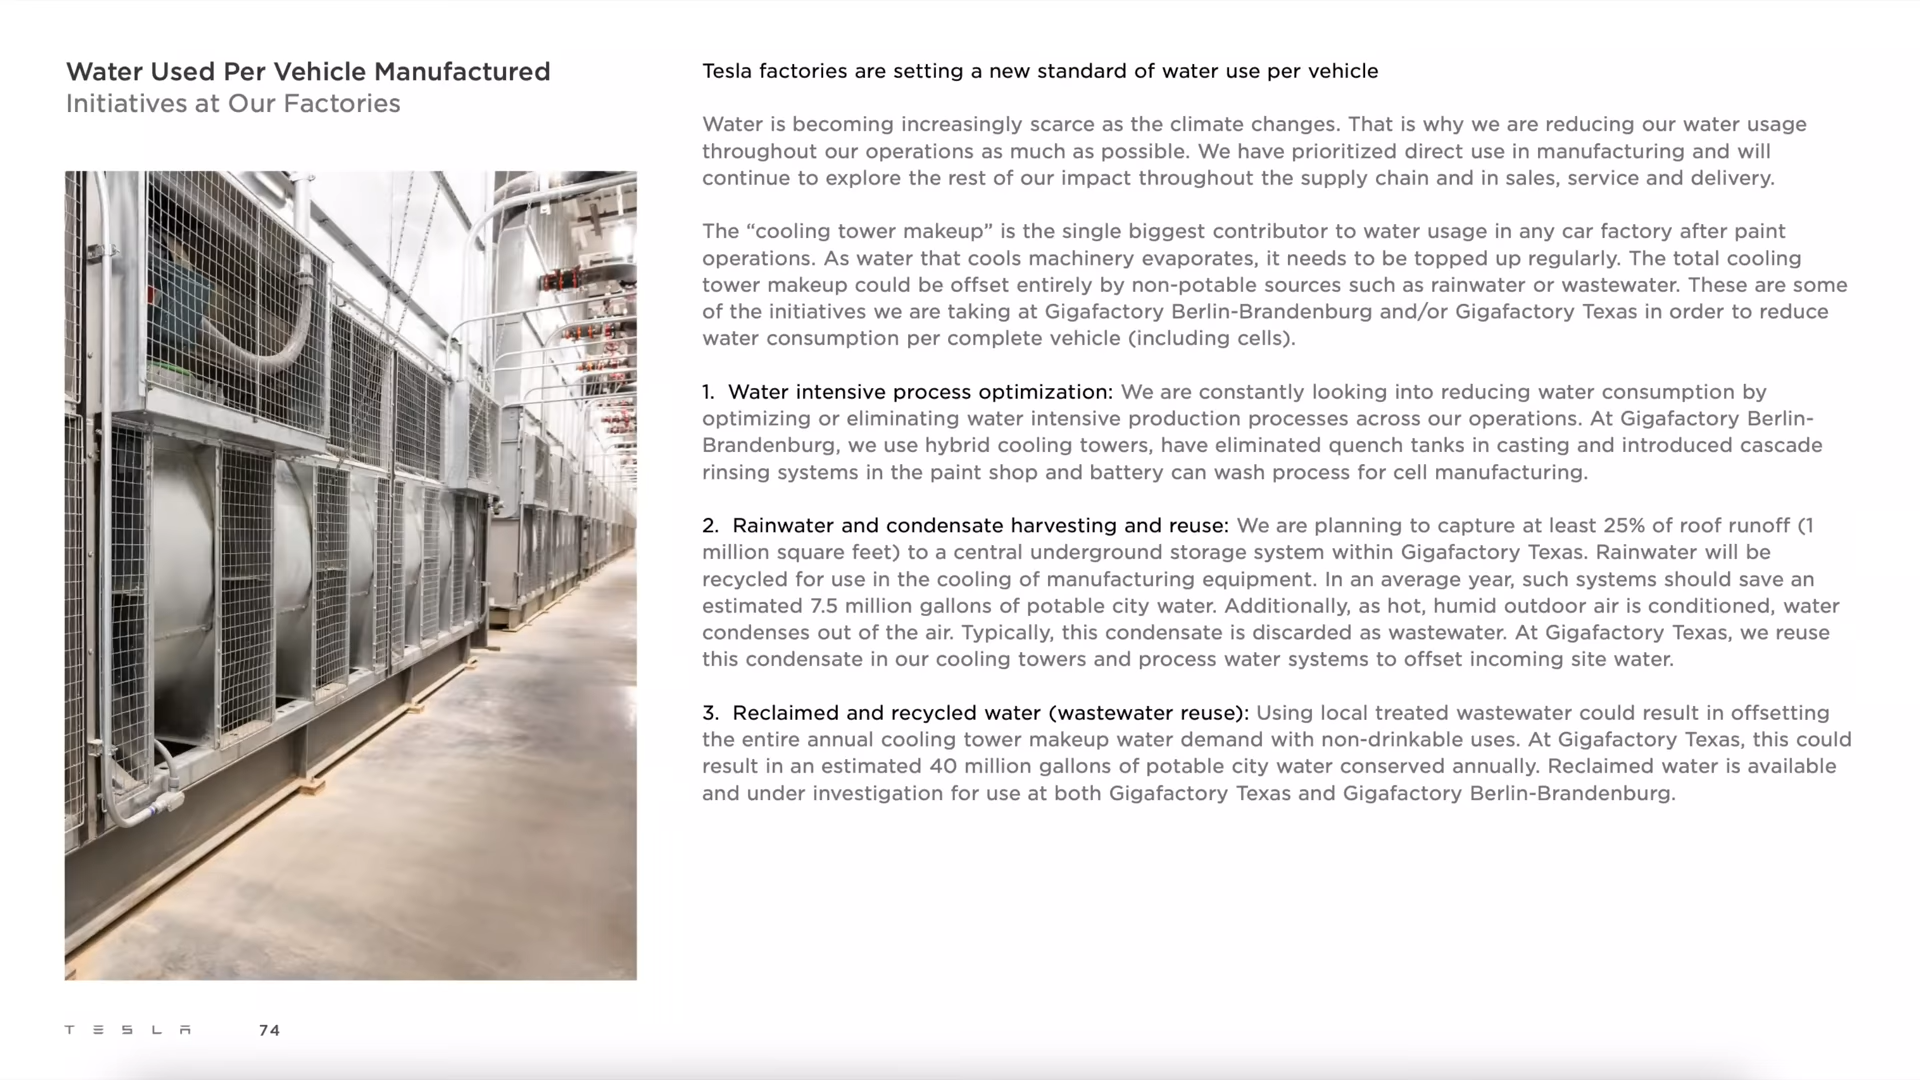 Water Used Per Vehicle Manufactured
Initiatives at Our Factories
Tesla factories are setting a new standard of water use per vehicle
Water is becoming increasingly scarce as the climate changes. That is why we are reducing our water usage
throughout our operations as much as possible. We have prioritized direct use in manufacturing and will
continue to explore the rest of our impact throughout the supply chain and in sales, service and delivery.
The “cooling tower makeup” is the single biggest contributor to water usage in any car factory after paint
operations. As water that cools machinery evaporates, it needs to be topped up regularly. The total cooling
tower makeup could be offset entirely by non-potable sources such as rainwater or wastewater. These are some
of the initiatives we are taking at Gigafactory Berlin-Brandenburg and/or Gigafactory Texas in order to reduce
water consumption per complete vehicle (including cells).
1. Water intensive process optimization: We are constantly looking into reducing water consumption by
optimizing or eliminating water intensive production processes across our operations. At Gigafactory Berlin-
Brandenburg, we use hybrid cooling towers, have eliminated quench tanks in casting and introduced cascade
rinsing systems in the paint shop and battery can wash process for cell manufacturing.
2. Rainwater and condensate harvesting and reuse: We are planning to capture at least 25% of roof runoff (1
million square feet) to a central underground storage system within Gigafactory Texas. Rainwater will be
recycled for use in the cooling of manufacturing equipment. In an average year, such systems should save an
estimated 7.5 million gallons of potable city water. Additionally, as hot, humid outdoor air is conditioned, water
condenses out of the air. Typically, this condensate is discarded as wastewater. At Gigafactory Texas, we reuse
this condensate in our cooling towers and process water systems to offset incoming site water.
3. Reclaimed and recycled water (wastewater reuse): Using local treated wastewater could result in offsetting
the entire annual cooling tower makeup water demand with non-drinkable uses. At Gigafactory Texas, this could
result in an estimated 40 million gallons of potable city water conserved annually. Reclaimed water is available
and under investigation for use at both Gigafactory Texas and Gigafactory Berlin-Brandenburg.
TESLA 74